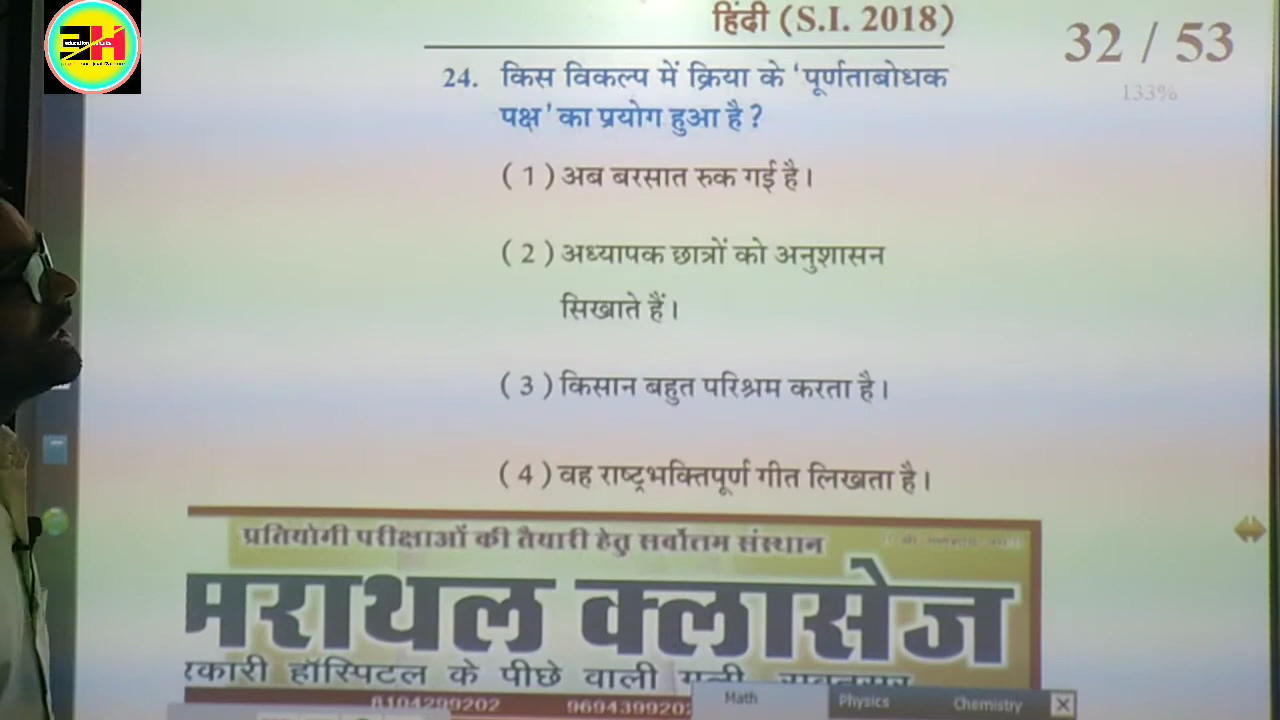 हिंदी (S.I. 2018)
32 / 53
133%
24. किस विकल्प में क्रिया के 'पूर्णताबोधक
पक्ष' का प्रयोग हुआ है ?
( 1 ) अब बरसात रुक गई है।
( 2 ) अध्यापक छात्रों को अनुशासन
सिखाते हैं।
( 3 ) किसान बहुत परिश्रम करता है।
( 4 ) वह राष्ट्रभक्तिपूर्ण गीत लिखता है।
प्रतियोगी परीक्षाओं की तैयारी हेतु सर्वोत्तम संस्थान
मराथल क्लासेज
रकारी हॉस्पिटल के पीछे वाली गली
8104299202
Math Physics Chemistry